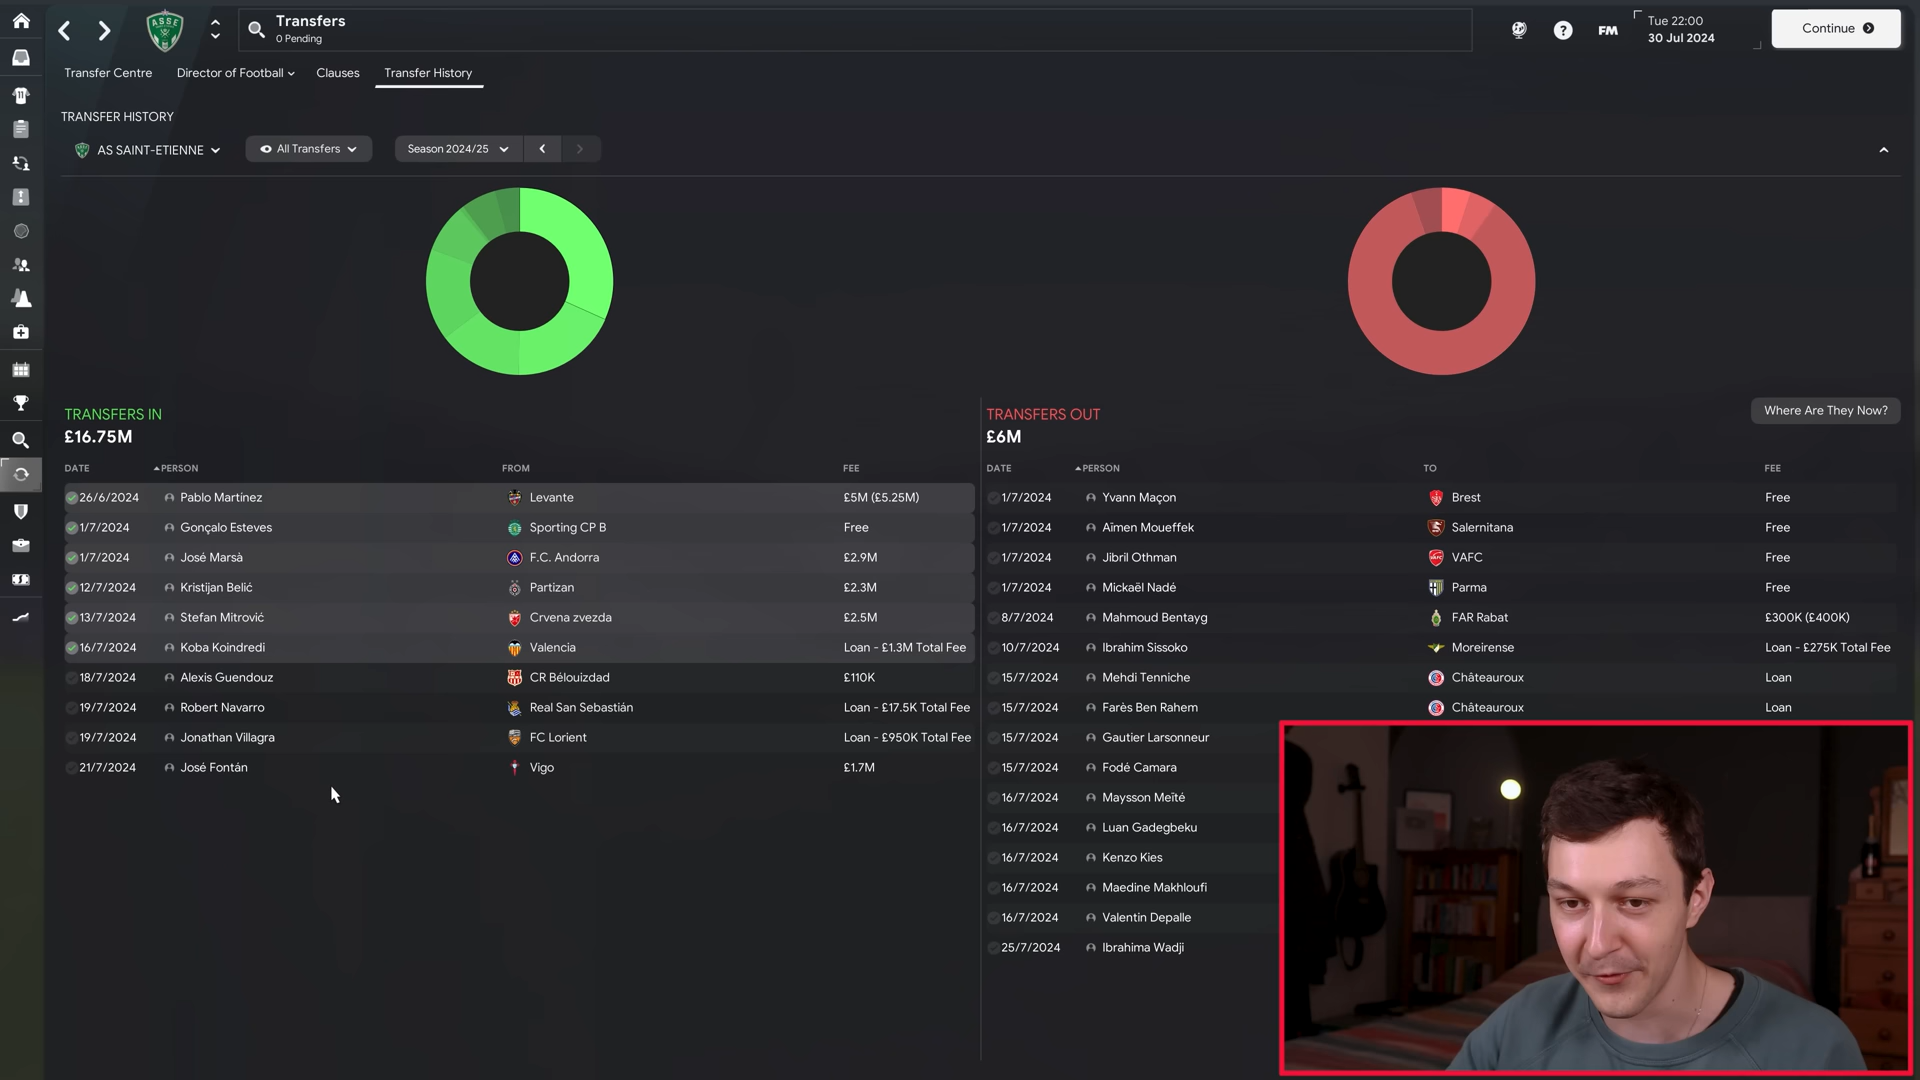 Transfers
0 Pending
FM
Tue 22:00
30 Jul 2024
Continue
Transfer Centre
Director of Football
Clauses
Transfer History
TRANSFER HISTORY
AS SAINT-ETIENNE
All Transfers
Season 2024/25
TRANSFERS IN
£16.75M
DATE PERSON FROM FEE
26/6/2024 Pablo Martínez Levante £5M (£5.25M)
1/7/2024 Gonçalo Esteves Sporting CP B Free
1/7/2024 José Marsà F.C. Andorra £2.9M
12/7/2024 Kristijan Belić Partizan £2.3M
13/7/2024 Stefan Mitrović Crvena zvezda £2.5M
16/7/2024 Koba Koindredi Valencia Loan - £1.3M Total Fee
18/7/2024 Alexis Guendouz CR Bélouizdad £110K
19/7/2024 Robert Navarro Real San Sebastián Loan - £17.5K Total Fee
19/7/2024 Jonathan Villagra FC Lorient Loan - £950K Total Fee
21/7/2024 José Fontán Vigo £1.7M
TRANSFERS OUT
£6M
Where Are They Now?
DATE PERSON TO FEE
1/7/2024 Yvann Maçon Brest Free
1/7/2024 Aïmen Moueffek Salernitana Free
1/7/2024 Jibril Othman VAFC Free
1/7/2024 Mickaël Nadé Parma Free
8/7/2024 Mahmoud Bentayg FAR Rabat £300K (£400K)
10/7/2024 Ibrahim Sissoko Moreirense Loan - £275K Total Fee
15/7/2024 Mehdi Tenniche Châteauroux Loan
15/7/2024 Farès Ben Rahem Châteauroux Loan
15/7/2024 Gautier Larsonneur
15/7/2024 Fodé Camara
16/7/2024 Maysson Meïté
16/7/2024 Luan Gadegbeku
16/7/2024 Kenzo Kies
16/7/2024 Maedine Makhloufi
16/7/2024 Valentin Depalle
25/7/2024 Ibrahima Wadji